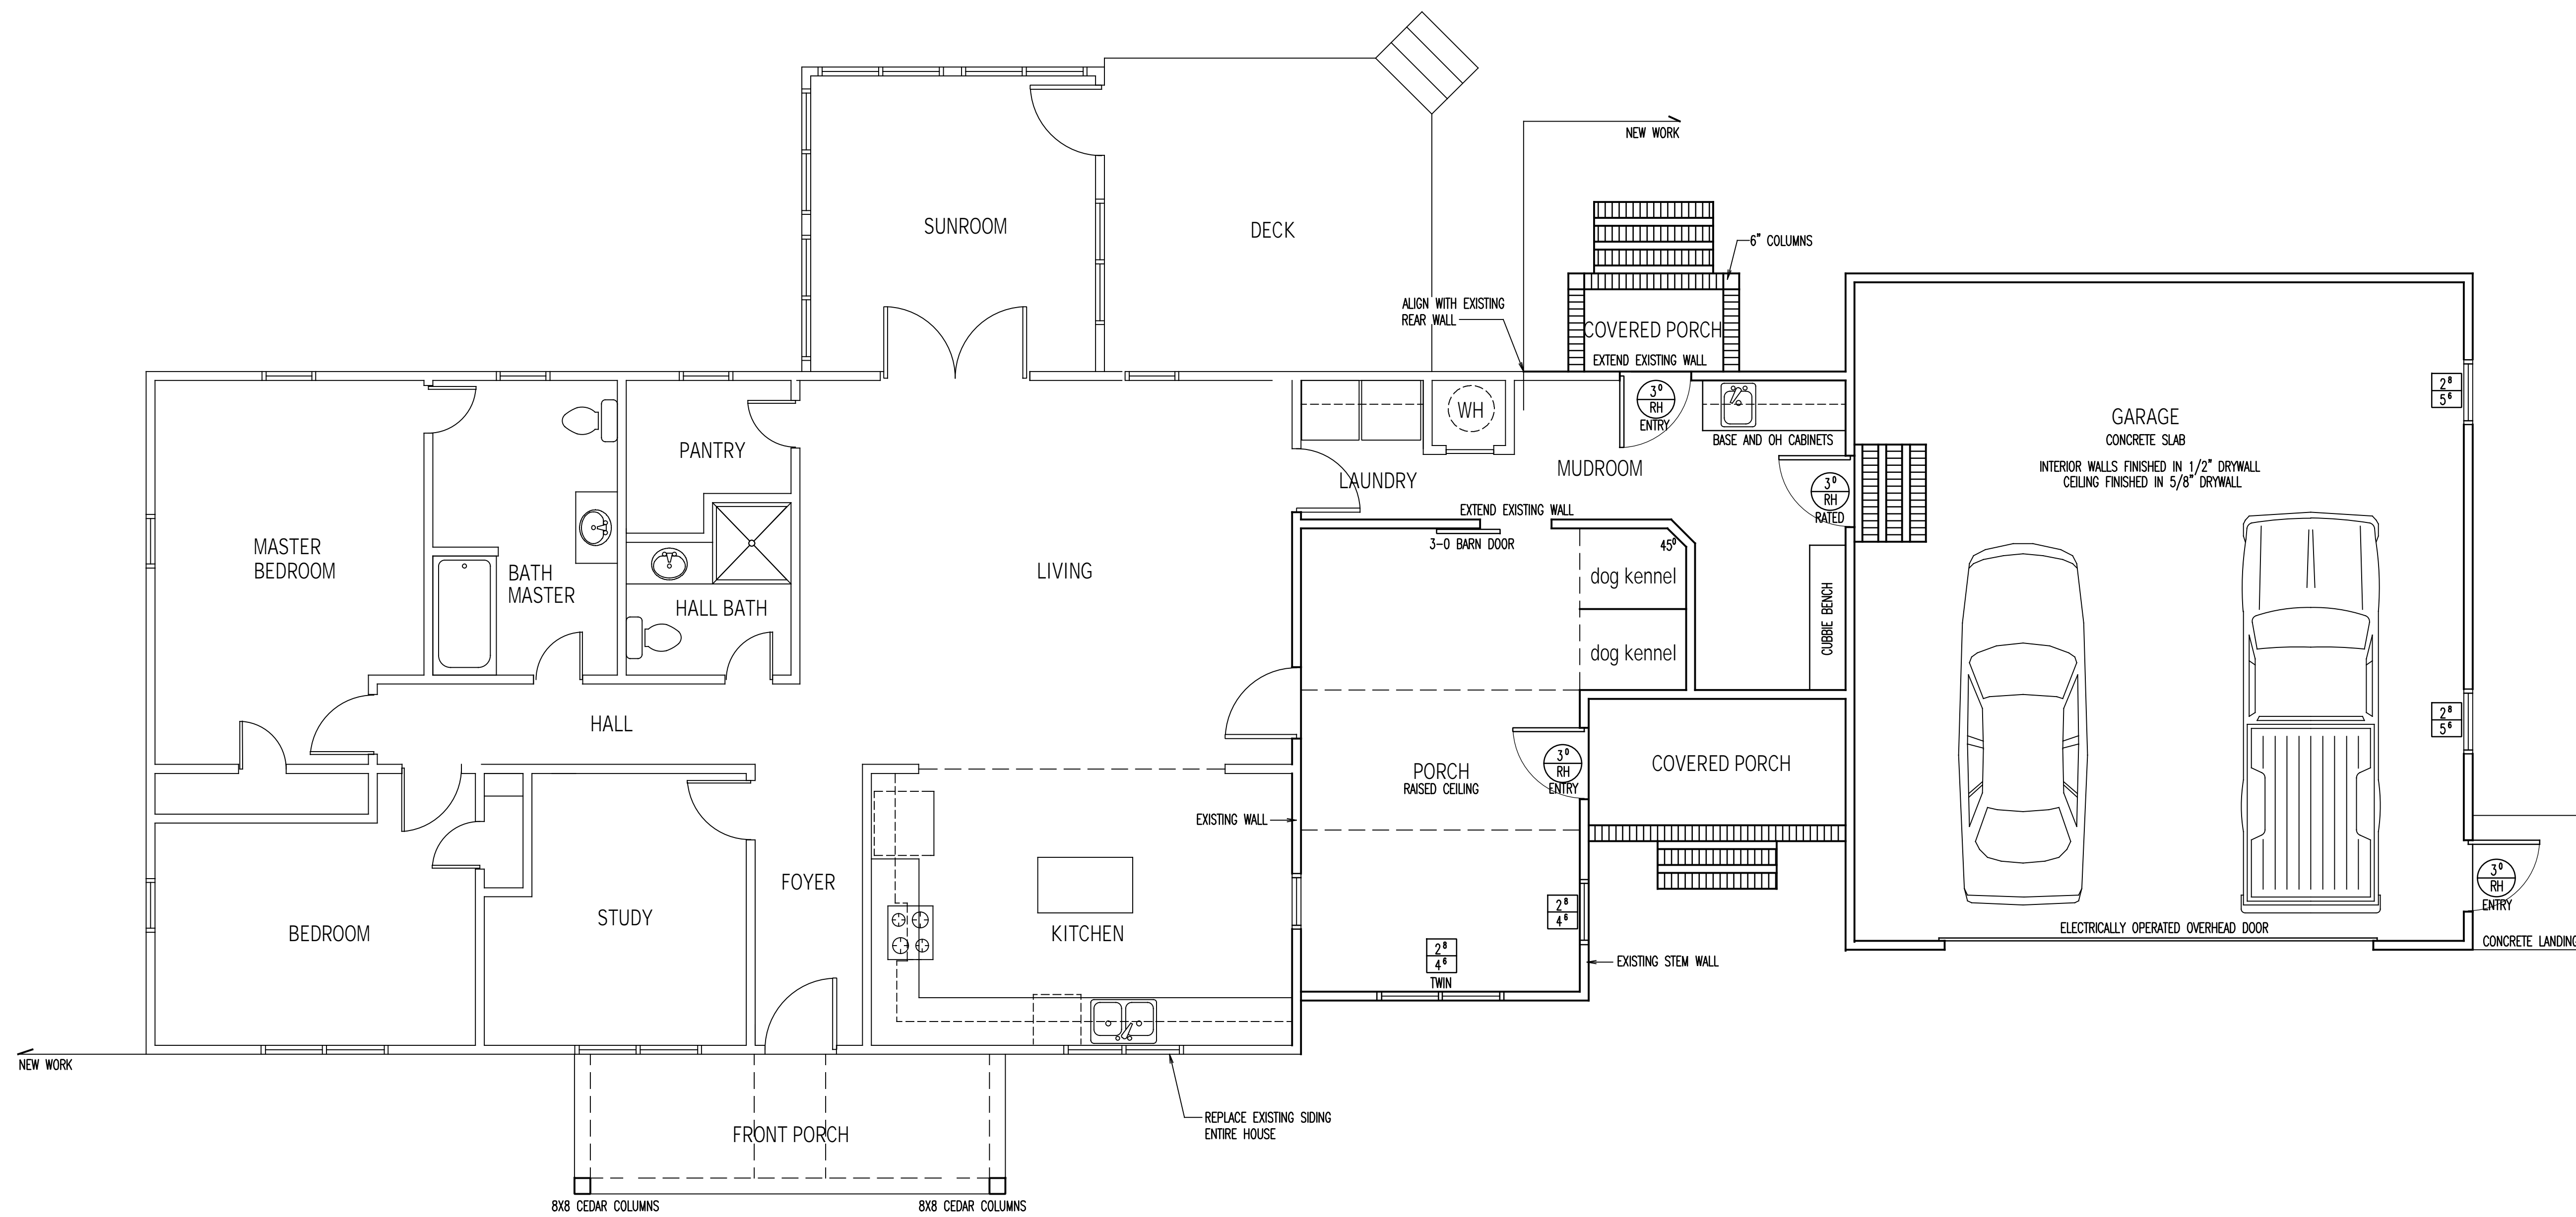 NEW WORK
SUNROOM
DECK
6" COLUMNS
ALIGN WITH EXISTING
REAR WALL
COVERED PORCH
EXTEND EXISTING WALL
WH
3⁰
RH
ENTRY
BASE AND OH CABINETS
2⁸
5⁶
GARAGE
CONCRETE SLAB
INTERIOR WALLS FINISHED IN 1/2" DRYWALL
CEILING FINISHED IN 5/8" DRYWALL
PANTRY
LAUNDRY
MUDROOM
3⁰
RH
RATED
EXTEND EXISTING WALL
3-0 BARN DOOR
45⁰
MASTER
BEDROOM
BATH
MASTER
HALL BATH
LIVING
dog kennel
dog kennel
CUBBIE BENCH
HALL
2⁸
5⁶
PORCH
RAISED CEILING
3⁰
RH
ENTRY
COVERED PORCH
EXISTING WALL
FOYER
BEDROOM
STUDY
KITCHEN
2⁸
4⁶
2⁸
4⁶
TWIN
EXISTING STEM WALL
ELECTRICALLY OPERATED OVERHEAD DOOR
3⁰
RH
ENTRY
CONCRETE LANDING
NEW WORK
REPLACE EXISTING SIDING
ENTIRE HOUSE
FRONT PORCH
8X8 CEDAR COLUMNS
8X8 CEDAR COLUMNS